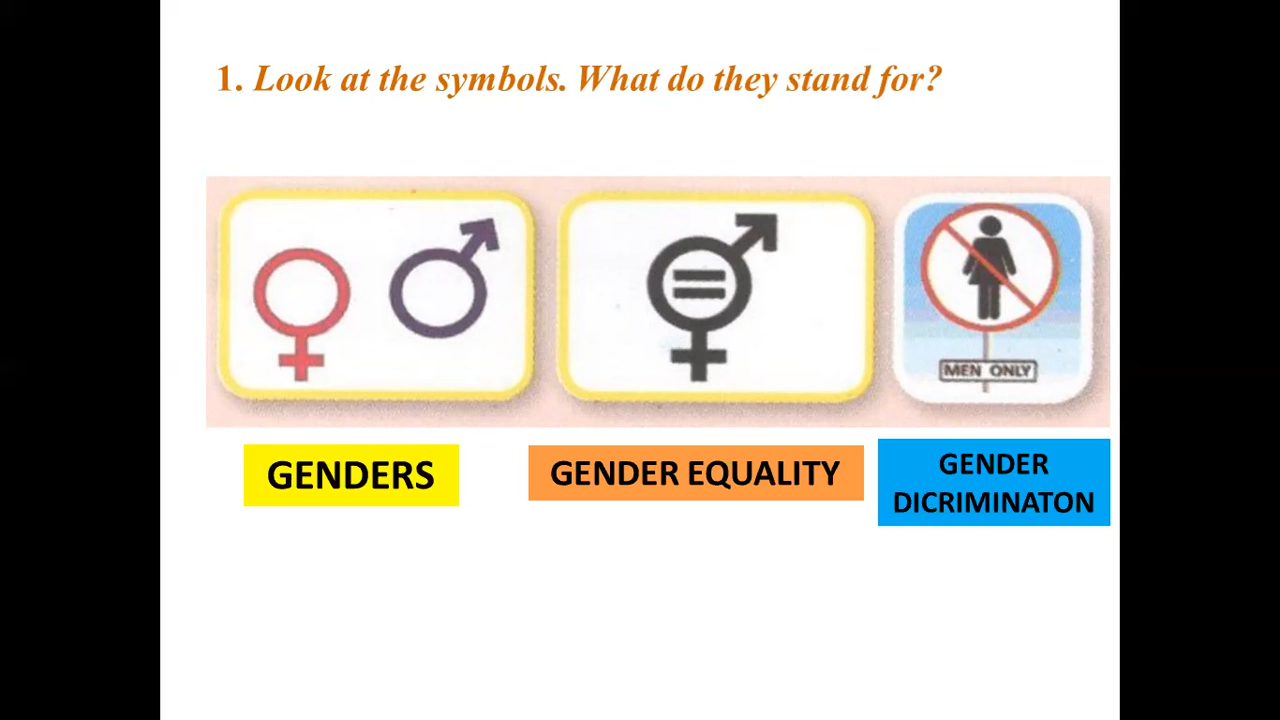 1. Look at the symbols. What do they stand for?
MEN ONLY
GENDERS
GENDER EQUALITY
GENDER
DICRIMINATON